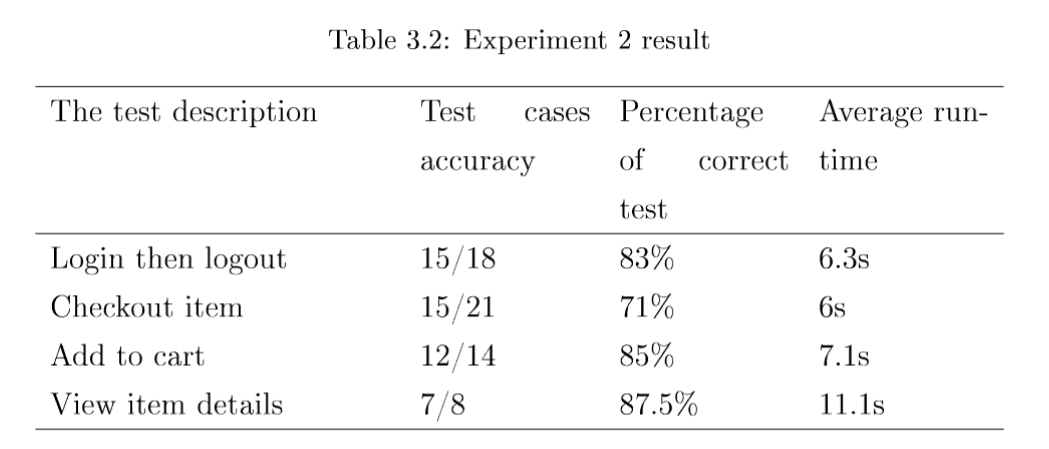 Table 3.2: Experiment 2 result
The test description Test cases accuracy Percentage of correct test Average run-time
Login then logout 15/18 83% 6.3s
Checkout item 15/21 71% 6s
Add to cart 12/14 85% 7.1s
View item details 7/8 87.5% 11.1s